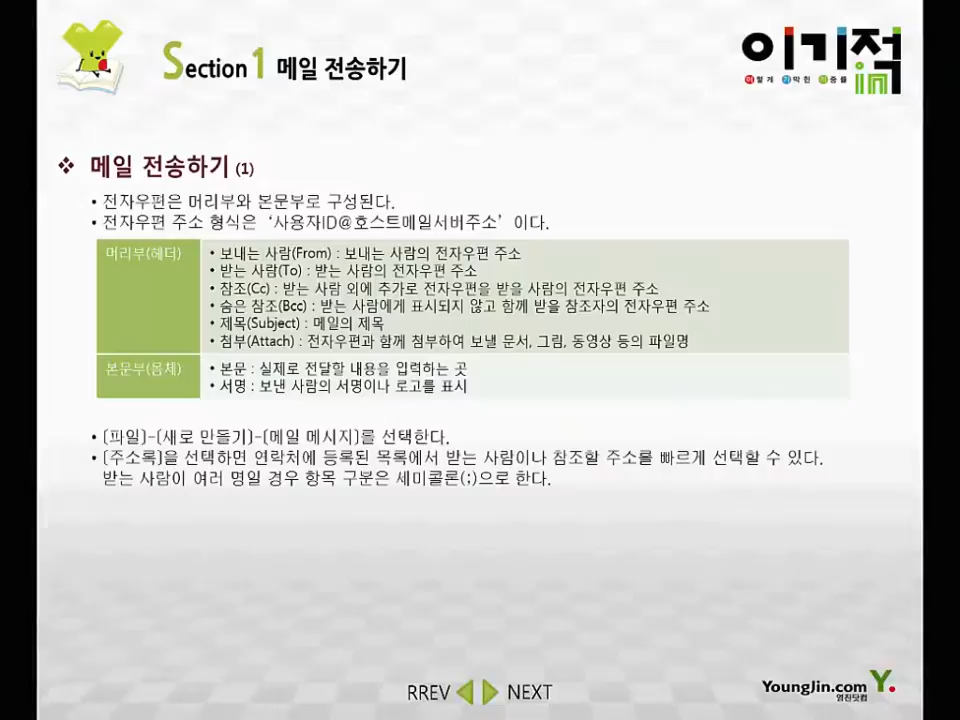 Section 1 메일 전송하기
이기적 in
이렇게 기막힌 적중률
❖ 메일 전송하기 (1)
• 전자우편은 머리부와 본문부로 구성된다.
• 전자우편 주소 형식은 ‘사용자ID@호스트메일서버주소’ 이다.
머리부(헤더)
• 보내는 사람(From) : 보내는 사람의 전자우편 주소
• 받는 사람(To) : 받는 사람의 전자우편 주소
• 참조(Cc) : 받는 사람 외에 추가로 전자우편을 받을 사람의 전자우편 주소
• 숨은 참조(Bcc) : 받는 사람에게 표시되지 않고 함께 받을 참조자의 전자우편 주소
• 제목(Subject) : 메일의 제목
• 첨부(Attach) : 전자우편과 함께 첨부하여 보낼 문서, 그림, 동영상 등의 파일명
본문부(몸체)
• 본문 : 실제로 전달할 내용을 입력하는 곳
• 서명 : 보낸 사람의 서명이나 로고를 표시
• [파일]-[새로 만들기]-[메일 메시지]를 선택한다.
• [주소록]을 선택하면 연락처에 등록된 목록에서 받는 사람이나 참조할 주소를 빠르게 선택할 수 있다.
받는 사람이 여러 명일 경우 항목 구분은 세미콜론(;)으로 한다.
RREV NEXT
YoungJin.com Y.
영진닷컴